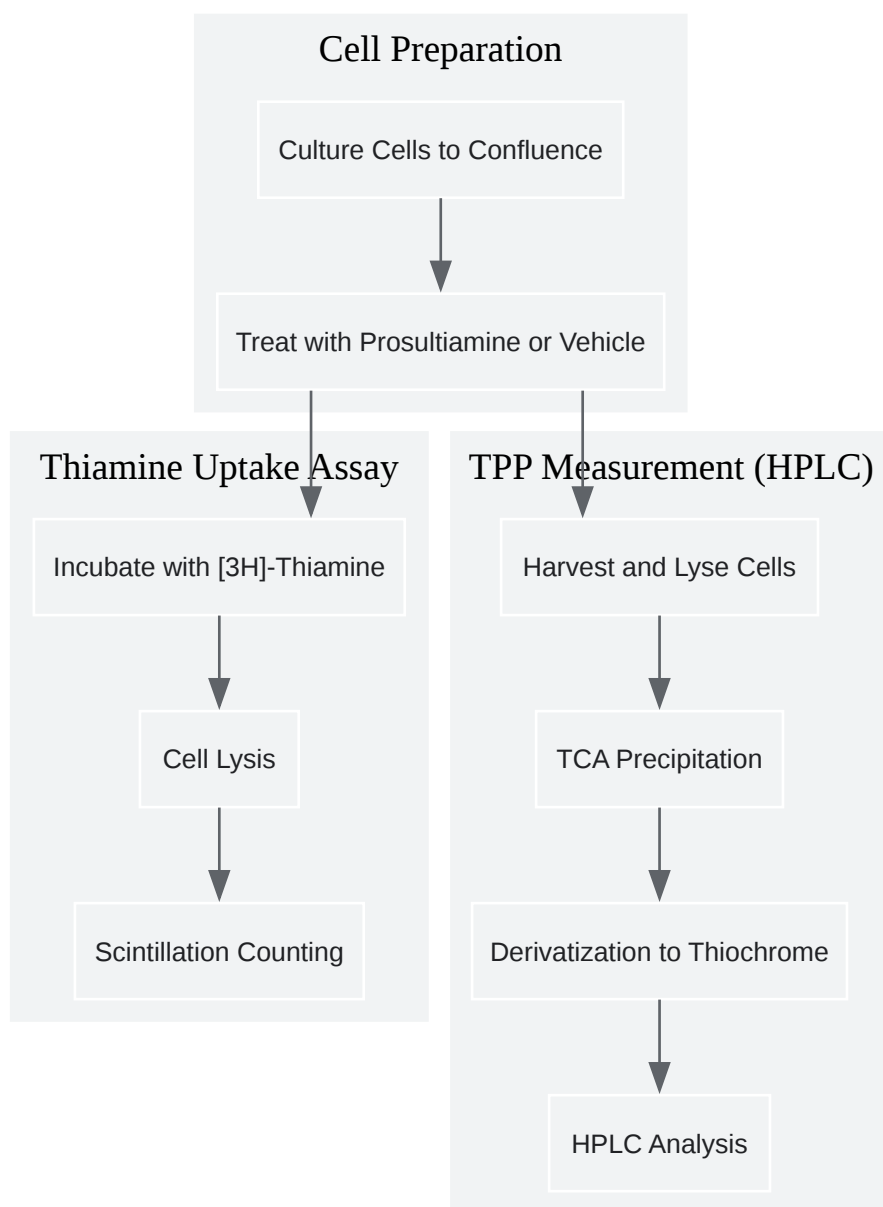 Cell Preparation
Culture Cells to Confluence
Treat with Prosultiamine or Vehicle
Thiamine Uptake Assay
Incubate with [3H]-Thiamine
Cell Lysis
Scintillation Counting
TPP Measurement (HPLC)
Harvest and Lyse Cells
TCA Precipitation
Derivatization to Thiochrome
HPLC Analysis